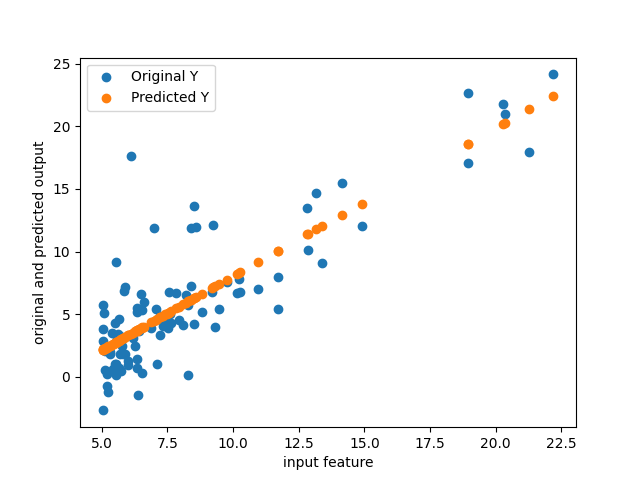 Original Y
Predicted Y
original and predicted output
25
20
15
10
5
0
5.0 7.5 10.0 12.5 15.0 17.5 20.0 22.5
input feature